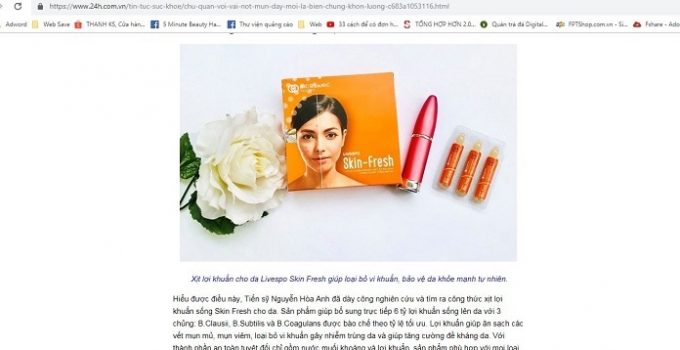 https://www.24h.com.vn/tin-tuc-suc-khoe/chu-quan-voi-vai-not-mun-day-moi-la-bien-chung-khon-luong-c683a1053116.html
Adword
THANH KS, Cửa hàn...
5 Minute Beauty Ha...
Thư viện quảng cáo
33 cách để có đơn h...
TỔNG HỢP HƠN 2.0...
Quán trà đá Digital...
FPTShop.com.vn - Si...
Fshare - Ado
LIVESPO
Skin-Fresh
Xịt lợi khuẩn cho da Livespo Skin Fresh giúp loại bỏ vi khuẩn, bảo vệ da khỏe mạnh tự nhiên.
Hiểu được điều này, Tiến sỹ Nguyễn Hòa Anh đã dày công nghiên cứu và tìm ra công thức xịt lợi
khuẩn sống Skin Fresh cho da. Sản phẩm giúp bổ sung trực tiếp 6 tỷ lợi khuẩn sống lên da với 3
chủng: B.Clausii, B.Subtilis và B.Coagulans được bào chế theo tỷ lệ tối ưu. Lợi khuẩn giúp ăn sạch các
vết mụn mủ, mụn viêm, loại bỏ vi khuẩn gây nhiễm trùng da và giúp tăng cường đề kháng da. Với
thành phần an toàn tuyệt đối chỉ gồm nước muối khoáng và lợi khuẩn, sản phẩm phù hợp với mọi loại